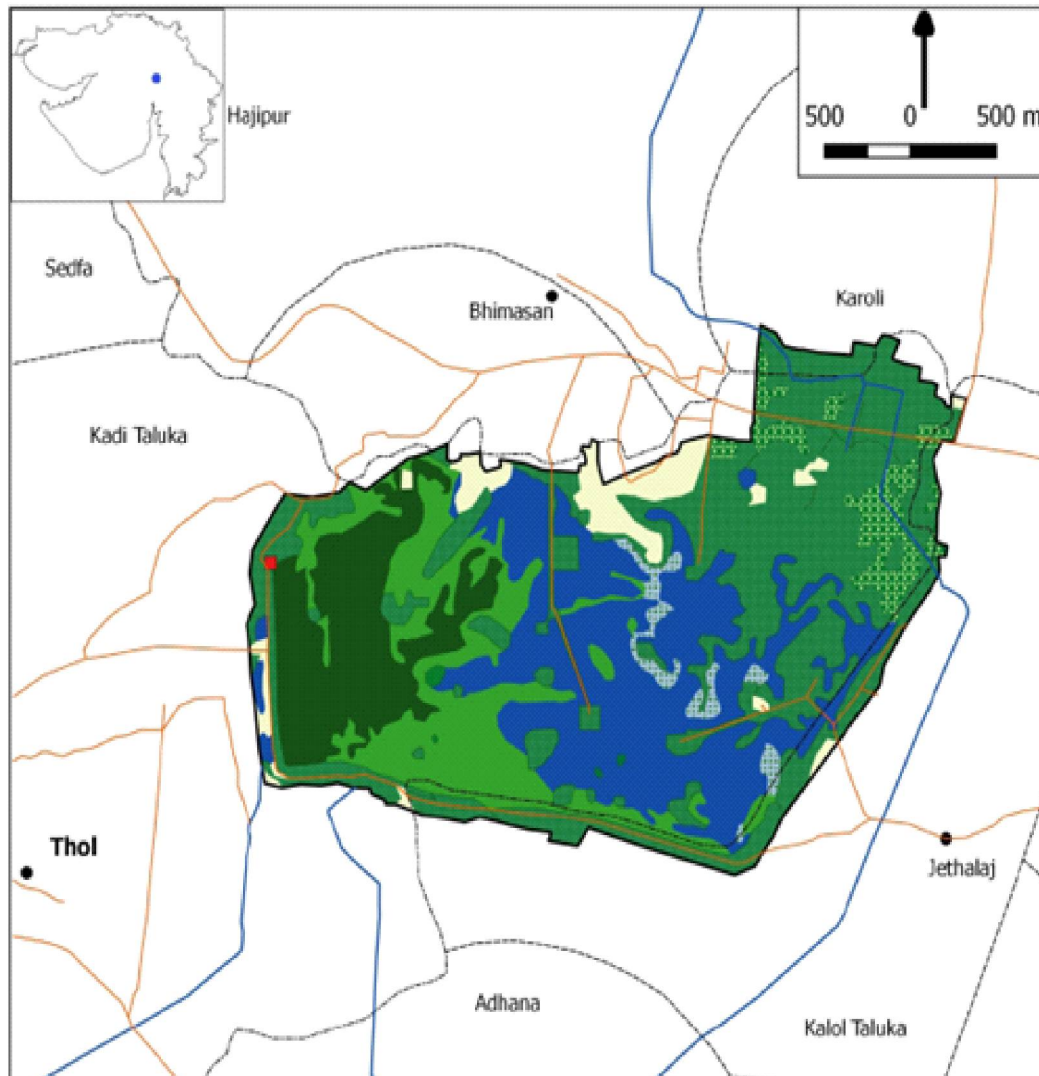 Hajipur
500 0 500 m
Sedfa
Karoli
Bhimasan
Kadi Taluka
Thol
Jethalaj
Adhana
Kalol Taluka